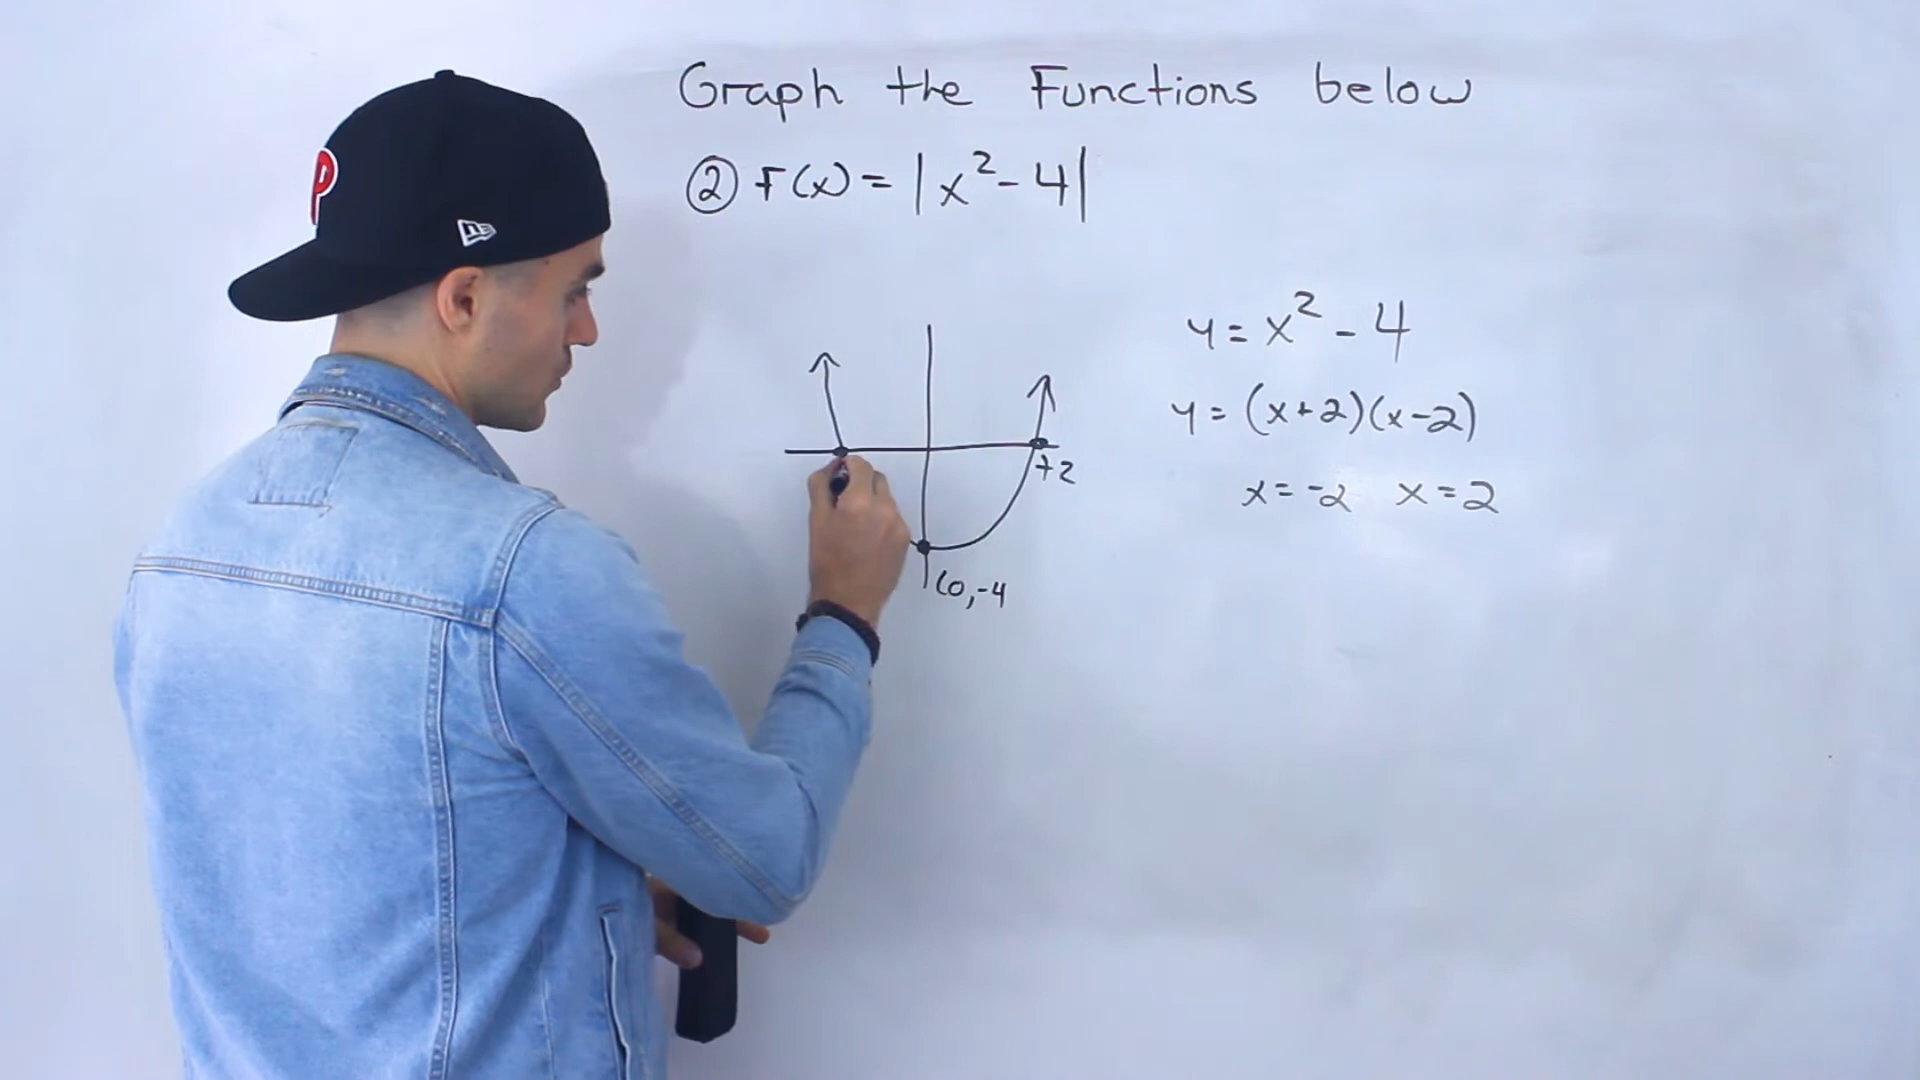 Graph the Functions below
② F(x) = |x² - 4|
y = x² - 4
y = (x+2)(x-2)
x = -2 x = 2
+2
(0,-4
P